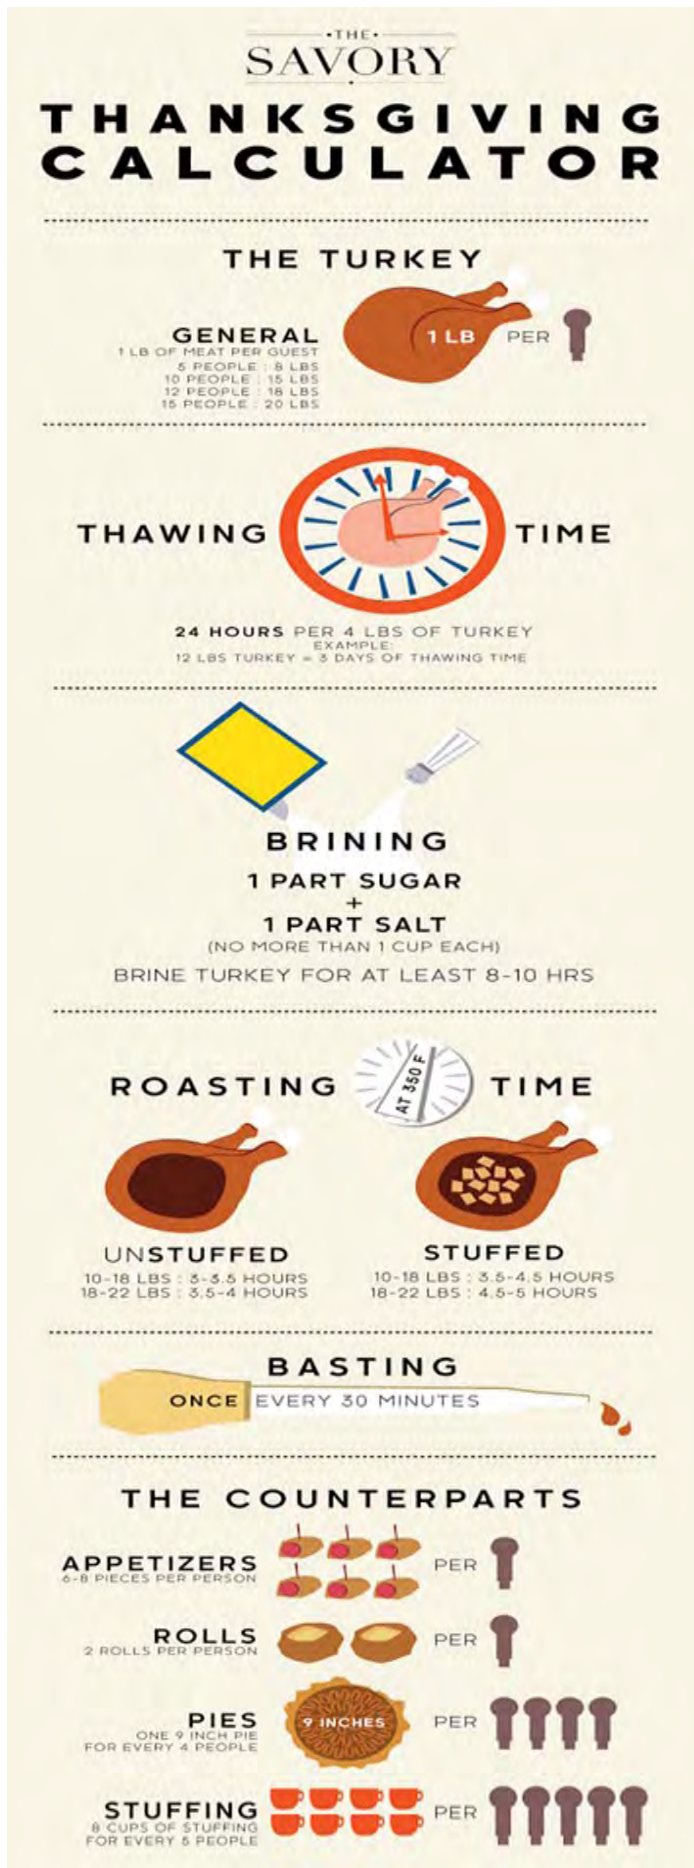 •THE•
SAVORY
THANKSGIVING
CALCULATOR
THE TURKEY
GENERAL
1 LB OF MEAT PER GUEST
5 PEOPLE : 8 LBS
10 PEOPLE : 15 LBS
12 PEOPLE : 18 LBS
15 PEOPLE : 20 LBS
1 LB PER
THAWING TIME
24 HOURS PER 4 LBS OF TURKEY
EXAMPLE:
12 LBS TURKEY = 3 DAYS OF THAWING TIME
BRINING
1 PART SUGAR
+
1 PART SALT
(NO MORE THAN 1 CUP EACH)
BRINE TURKEY FOR AT LEAST 8-10 HRS
ROASTING TIME
AT 350 F
UNSTUFFED
10-18 LBS : 3-3.5 HOURS
18-22 LBS : 3.5-4 HOURS
STUFFED
10-18 LBS : 3.5-4.5 HOURS
18-22 LBS : 4.5-5 HOURS
BASTING
ONCE EVERY 30 MINUTES
THE COUNTERPARTS
APPETIZERS
6-8 PIECES PER PERSON
PER
ROLLS
2 ROLLS PER PERSON
PER
PIES
ONE 9 INCH PIE
FOR EVERY 4 PEOPLE
9 INCHES
PER
STUFFING
8 CUPS OF STUFFING
FOR EVERY 5 PEOPLE
PER